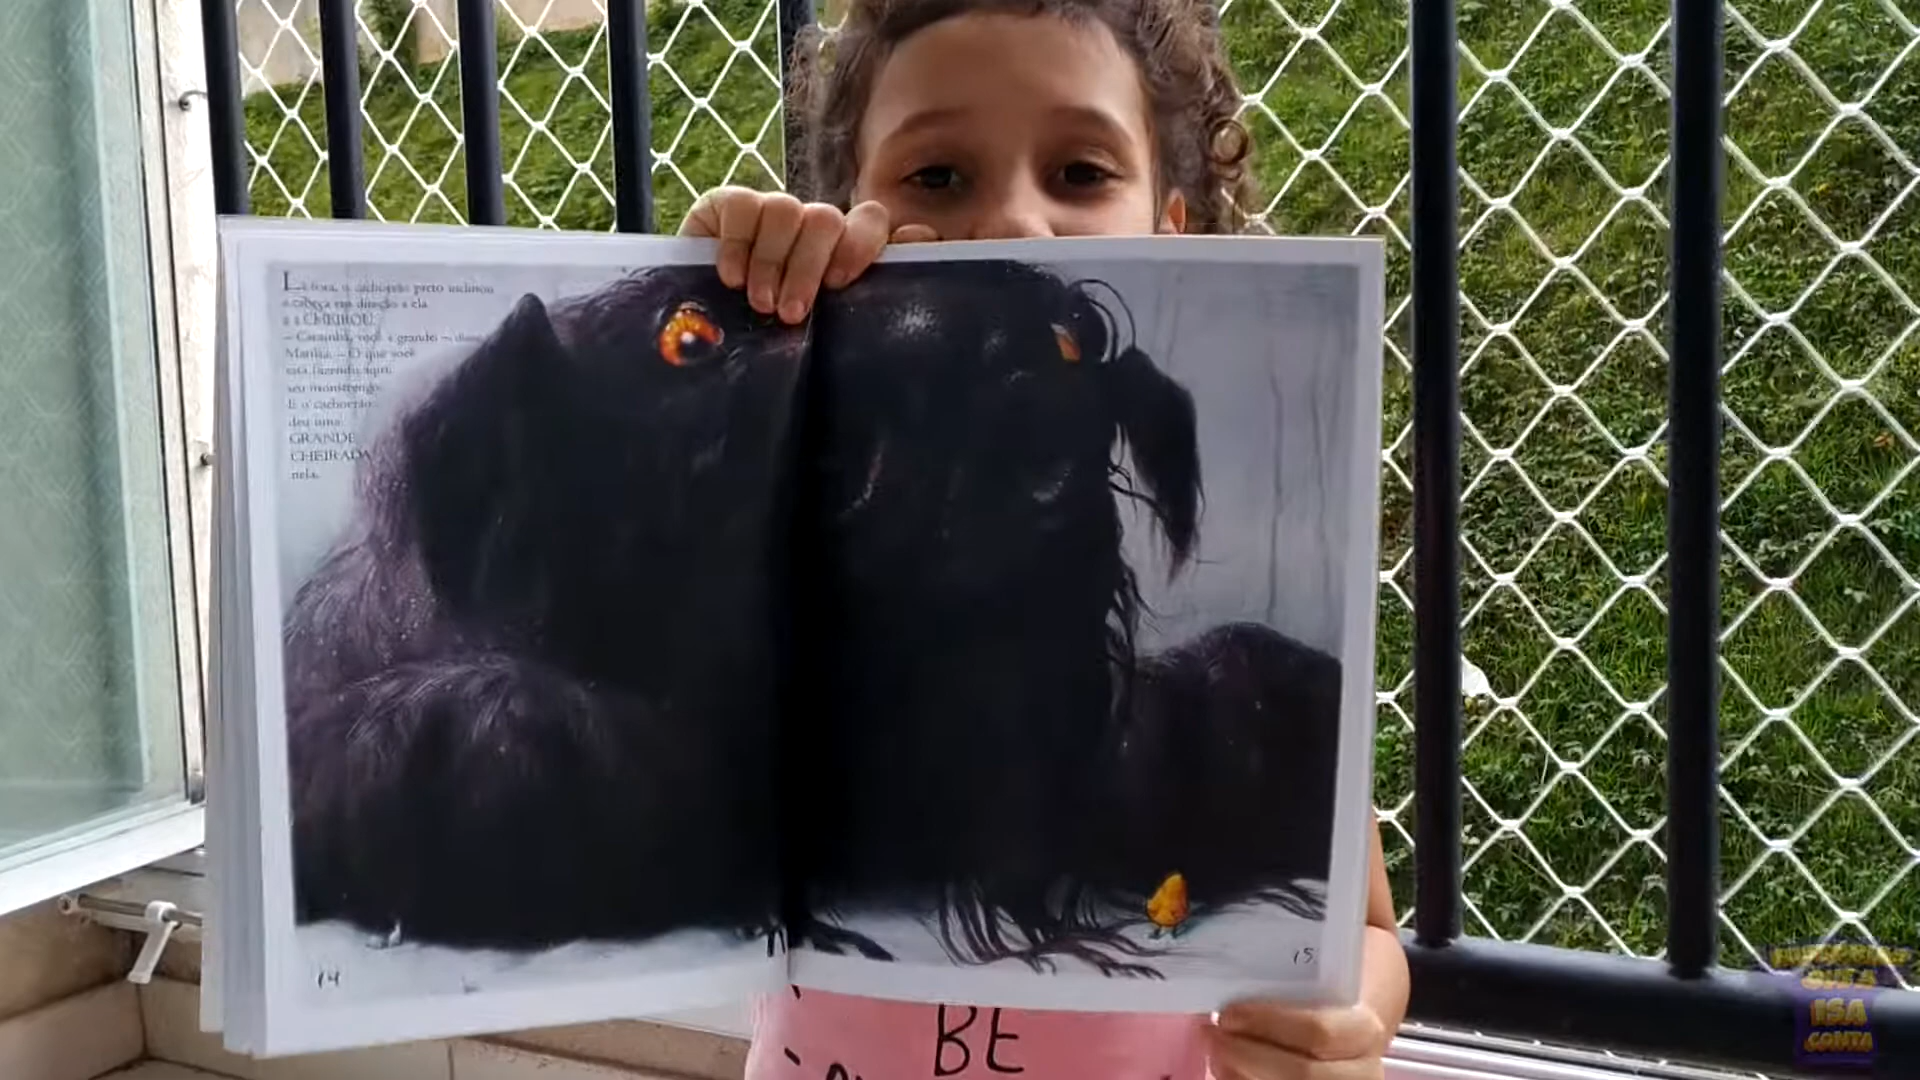 Lá fora, o cachorrão preto inclinou
a cabeça em direção a ela
e a CHEIROU.
– Caramba, você é grande! – disse
Marilda. – O que você
está fazendo aqui,
seu monstrengo?
E o cachorrão
deu uma
GRANDE
CHEIRADA
nela.
14
15
BE
ISA
CONTA